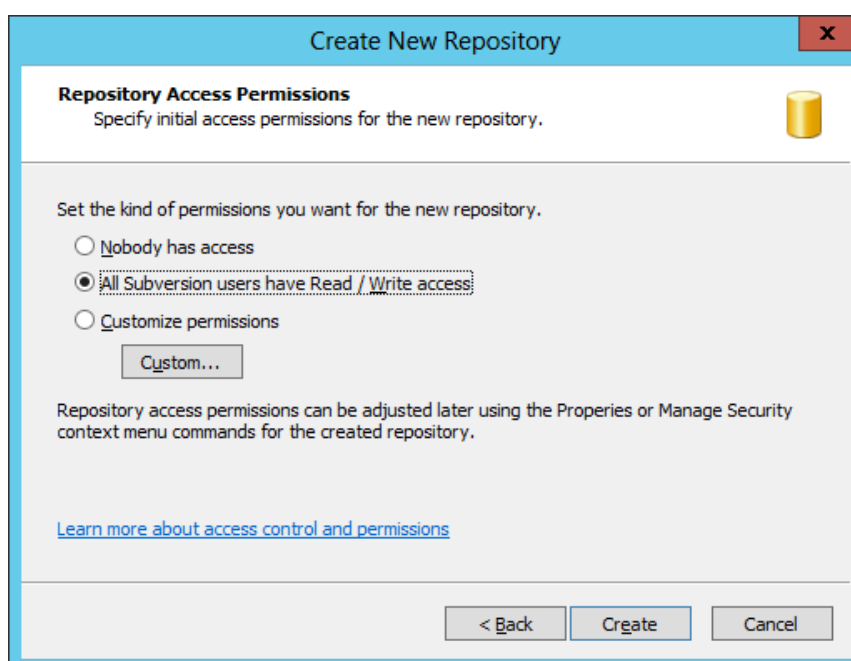 Create New Repository
x
Repository Access Permissions
Specify initial access permissions for the new repository.
Set the kind of permissions you want for the new repository.
Nobody has access
All Subversion users have Read / Write access
Customize permissions
Custom...
Repository access permissions can be adjusted later using the Properies or Manage Security
context menu commands for the created repository.
Learn more about access control and permissions
< Back Create Cancel